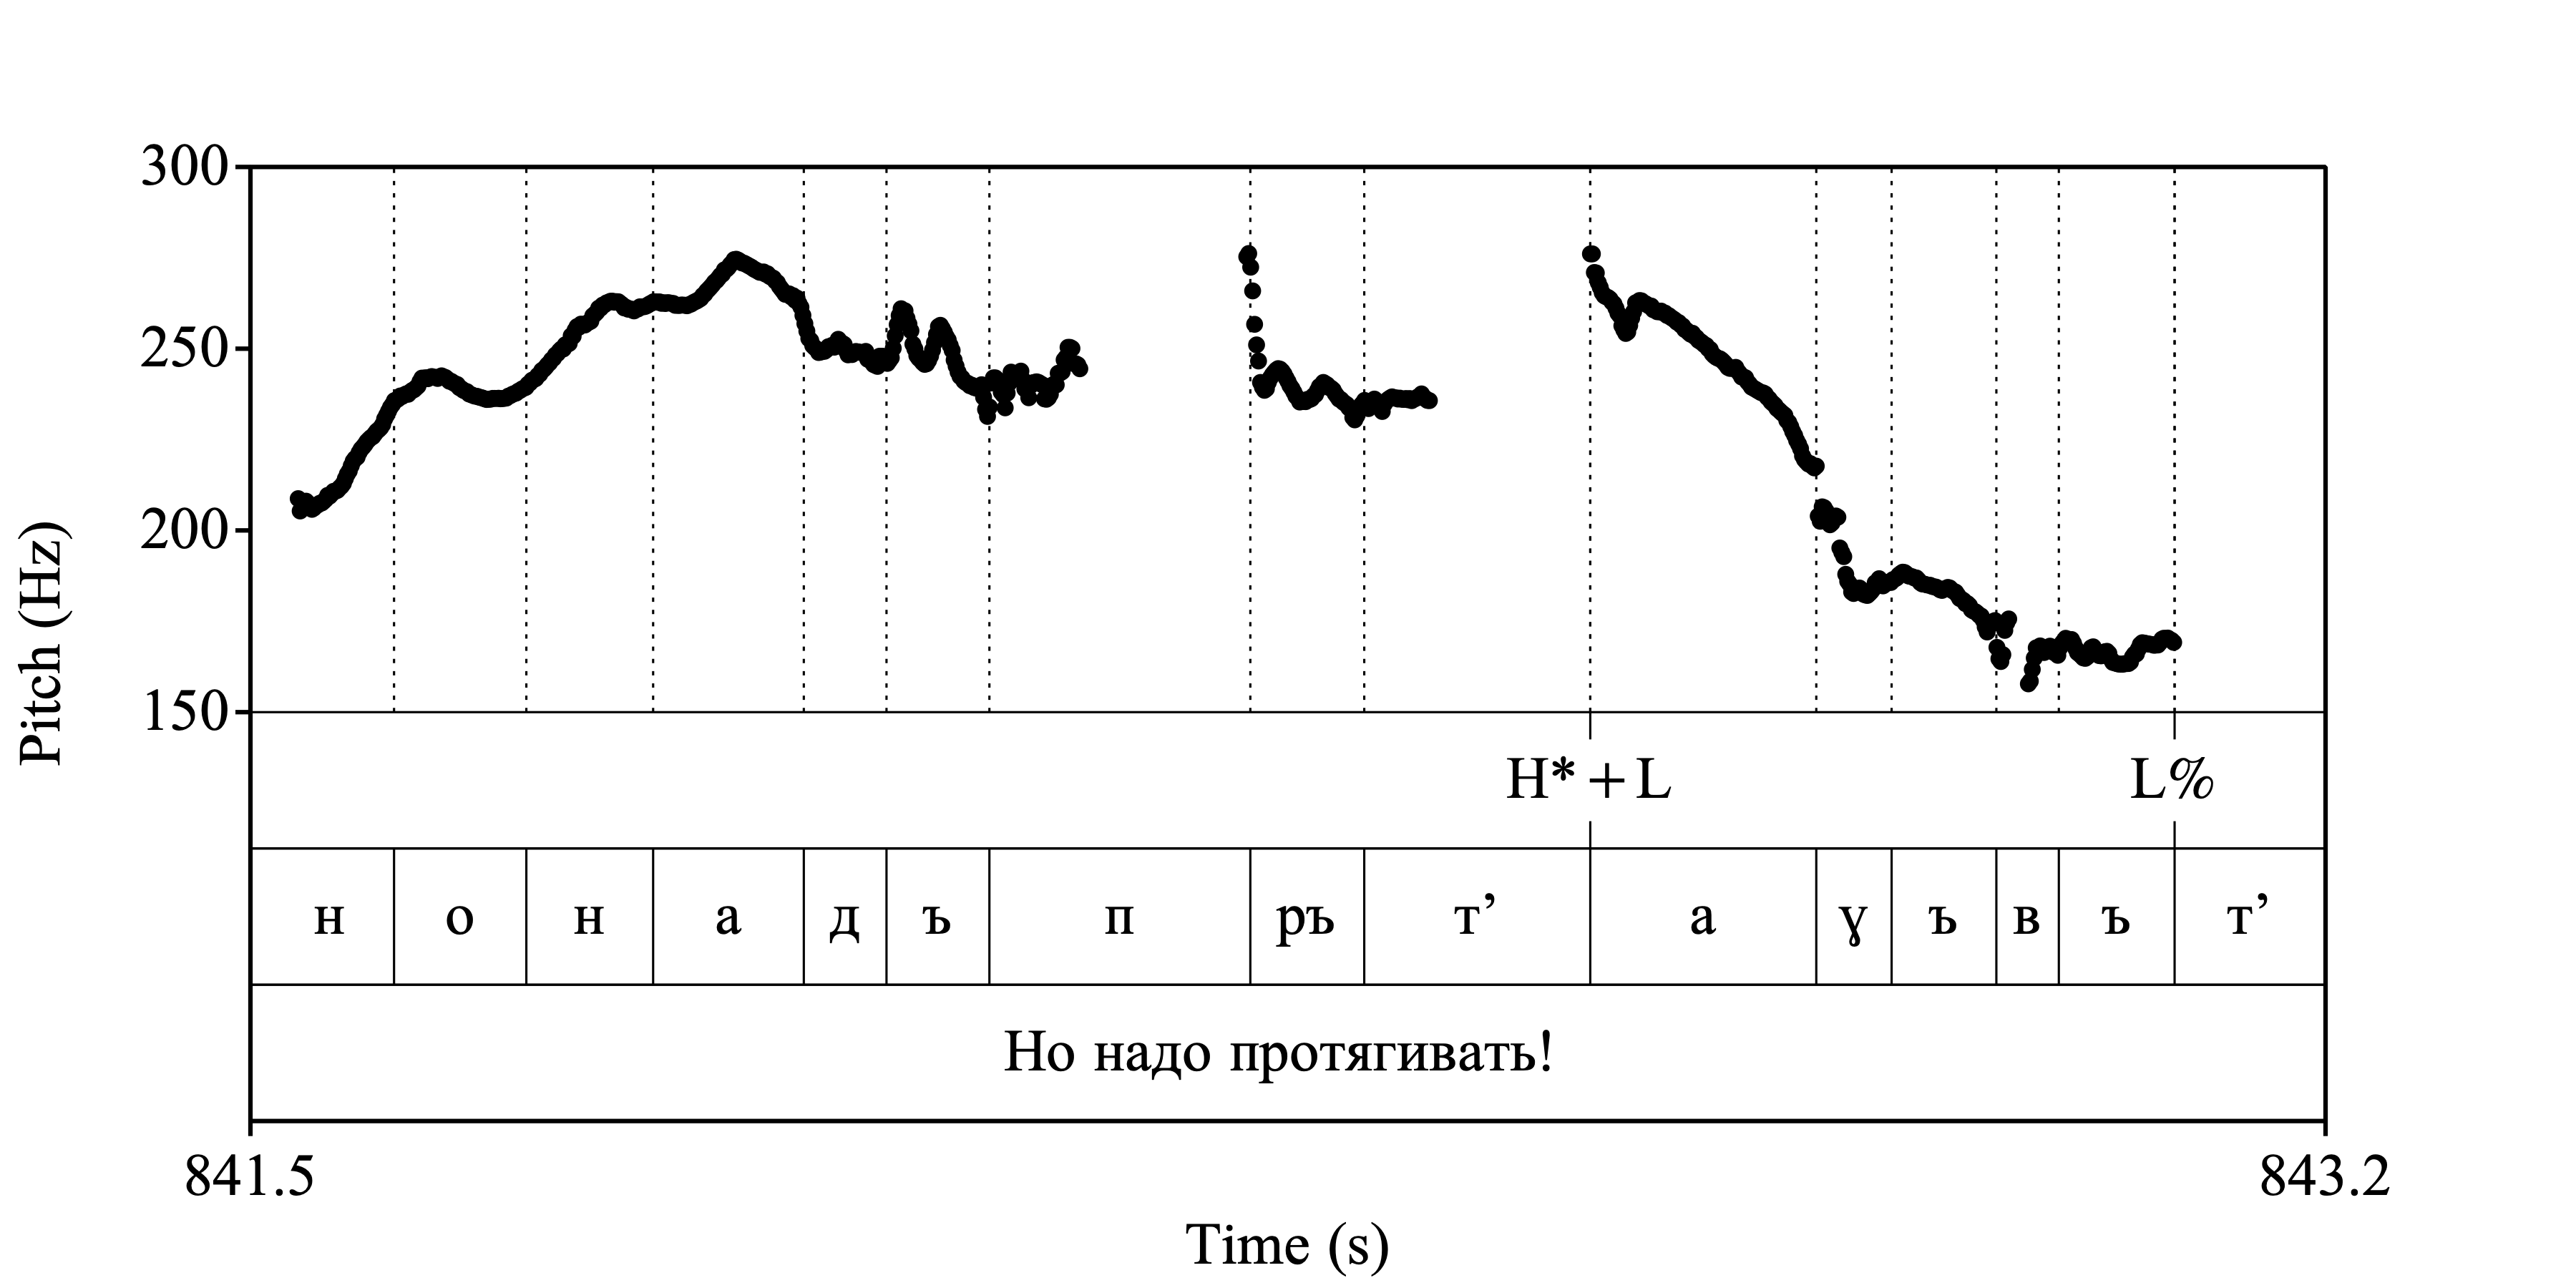 300
250
200
150
Pitch (Hz)
H* + L L%
н о н а д ъ п ръ т’ а ɣ ъ в ъ т’
Но надо протягивать!
841.5 843.2
Time (s)